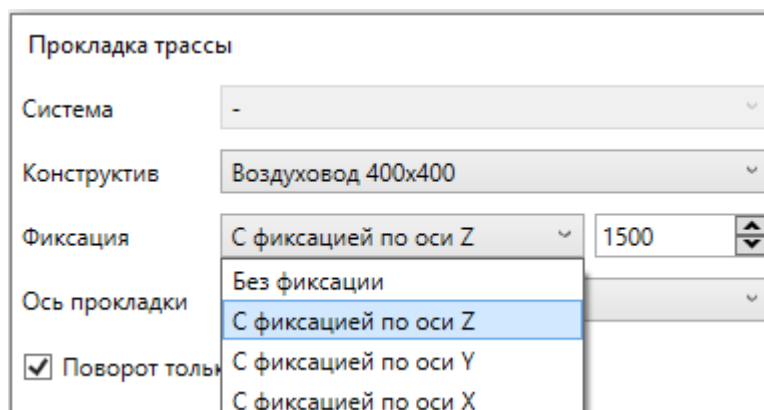 Прокладка трассы
Система -
Конструктив Воздуховод 400x400
Фиксация С фиксацией по оси Z 1500
Без фиксации
Ось прокладки
С фиксацией по оси Z
Поворот С фиксацией по оси Y
С фиксацией по оси X